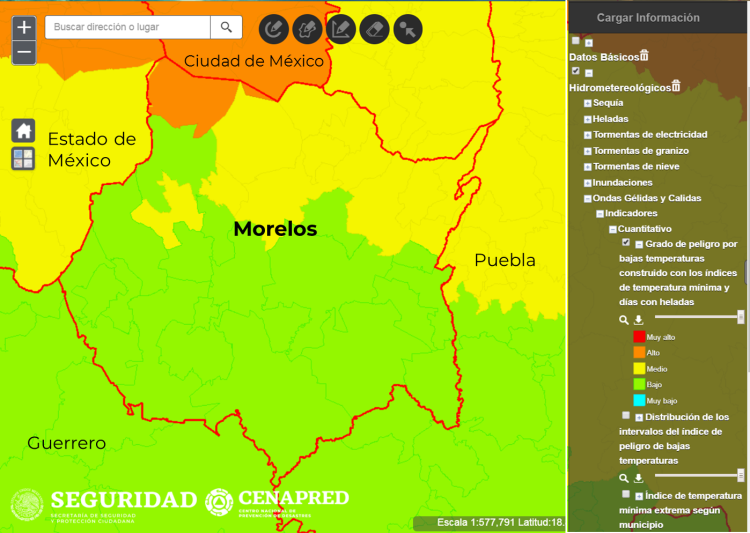 Buscar dirección o lugar
Ciudad de México
Estado de
México
Morelos
Puebla
Guerrero
SEGURIDAD
SECRETARÍA DE SEGURIDAD
Y PROTECCIÓN CIUDADANA
CENAPRED
CENTRO NACIONAL DE
PREVENCIÓN DE DESASTRES
Escala 1:577,791 Latitud:18.
Cargar Información
Datos Básicos
Hidrometereológicos
Sequía
Heladas
Tormentas de electricidad
Tormentas de granizo
Tormentas de nieve
Inundaciones
Ondas Gélidas y Calidas
Indicadores
Cuantitativo
Grado de peligro por
bajas temperaturas
construido con los índices
de temperatura mínima y
días con heladas
Muy alto
Alto
Medio
Bajo
Muy bajo
Distribución de los
intervalos del índice de
peligro de bajas
temperaturas
Índice de temperatura
mínima extrema según
municipio